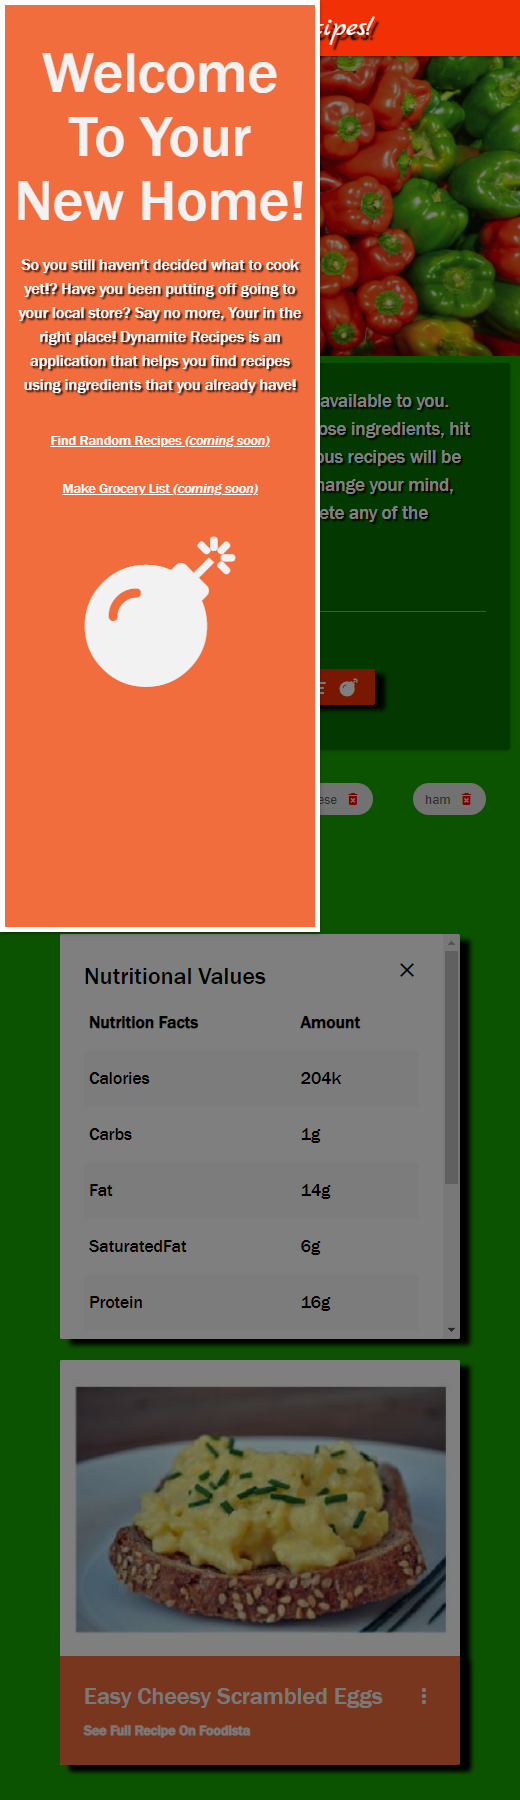 Welcome
To Your
New Home!
So you still haven't decided what to cook
yet!? Have you been putting off going to
your local store? Say no more, Your in the
right place! Dynamite Recipes is an
application that helps you find recipes
using ingredients that you already have!
Find Random Recipes (coming soon)
Make Grocery List (coming soon)
cipes!
available to you.
ose ingredients, hit
ous recipes will be
hange your mind,
ete any of the
E
ese
ham
Nutritional Values
Nutrition Facts Amount
Calories 204k
Carbs 1g
Fat 14g
SaturatedFat 6g
Protein 16g
Easy Cheesy Scrambled Eggs
See Full Recipe On Foodista